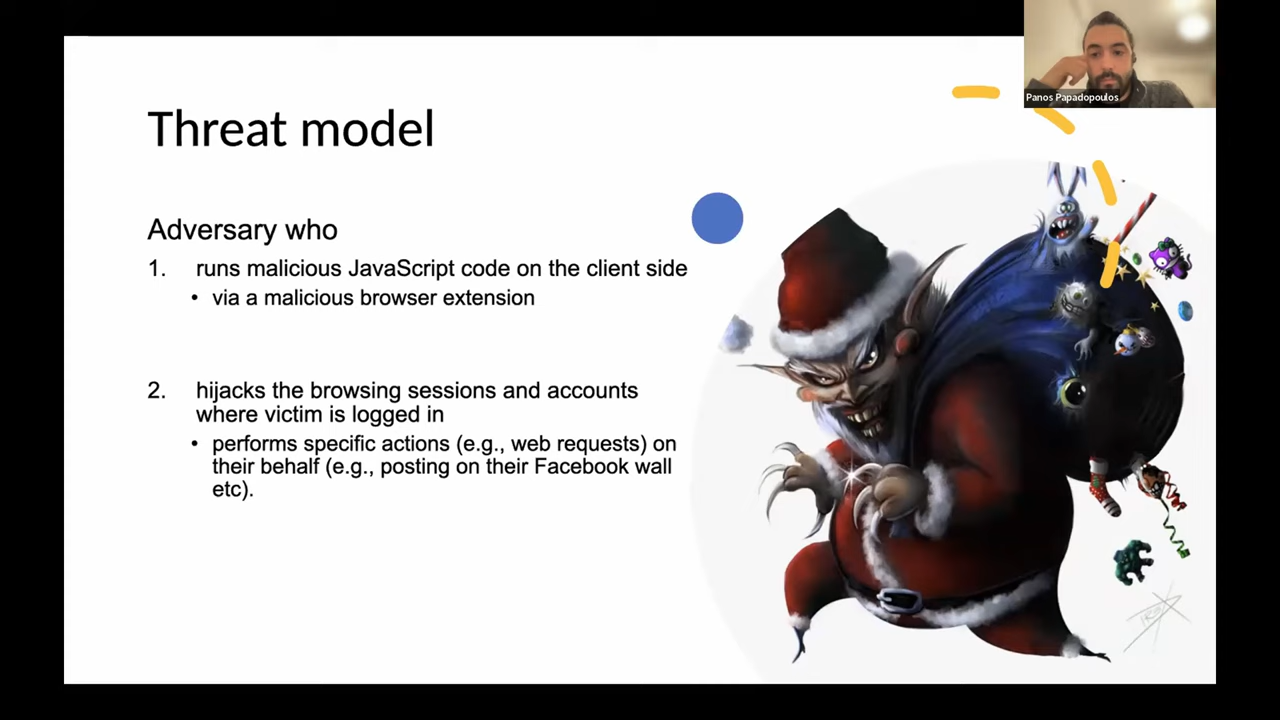 Panos Papadopoulos
Threat model
Adversary who
1. runs malicious JavaScript code on the client side
• via a malicious browser extension
2. hijacks the browsing sessions and accounts
where victim is logged in
• performs specific actions (e.g., web requests) on
their behalf (e.g., posting on their Facebook wall
etc).